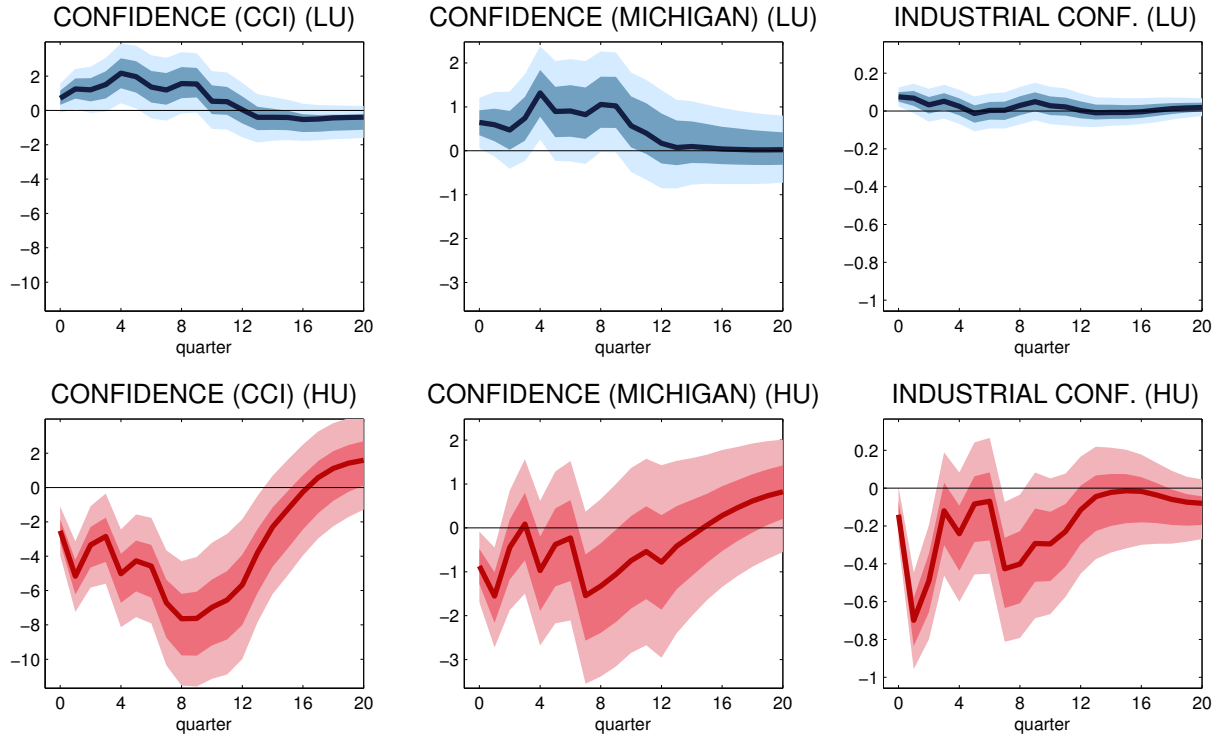 CONFIDENCE (CCI) (LU)
2
0
−2
−4
−6
−8
−10
0 4 8 12 16 20
quarter
CONFIDENCE (MICHIGAN) (LU)
2
1
0
−1
−2
−3
0 4 8 12 16 20
quarter
INDUSTRIAL CONF. (LU)
0.2
0
−0.2
−0.4
−0.6
−0.8
−1
0 4 8 12 16 20
quarter
CONFIDENCE (CCI) (HU)
2
0
−2
−4
−6
−8
−10
0 4 8 12 16 20
quarter
CONFIDENCE (MICHIGAN) (HU)
2
1
0
−1
−2
−3
0 4 8 12 16 20
quarter
INDUSTRIAL CONF. (HU)
0.2
0
−0.2
−0.4
−0.6
−0.8
−1
0 4 8 12 16 20
quarter